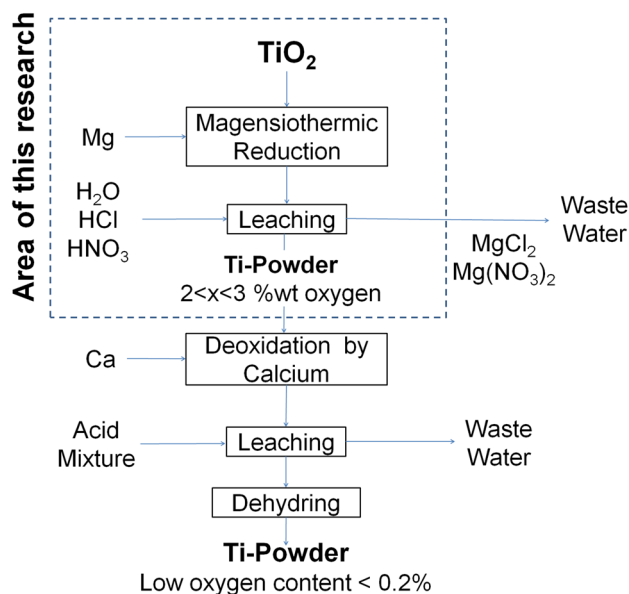 Area of this research
TiO₂
Mg
Magensiothermic
Reduction
H₂O
HCl
HNO₃
Leaching
Waste
Water
MgCl₂
Mg(NO₃)₂
Ti-Powder
2<x<3 %wt oxygen
Ca
Deoxidation by
Calcium
Acid
Mixture
Leaching
Waste
Water
Dehydring
Ti-Powder
Low oxygen content < 0.2%